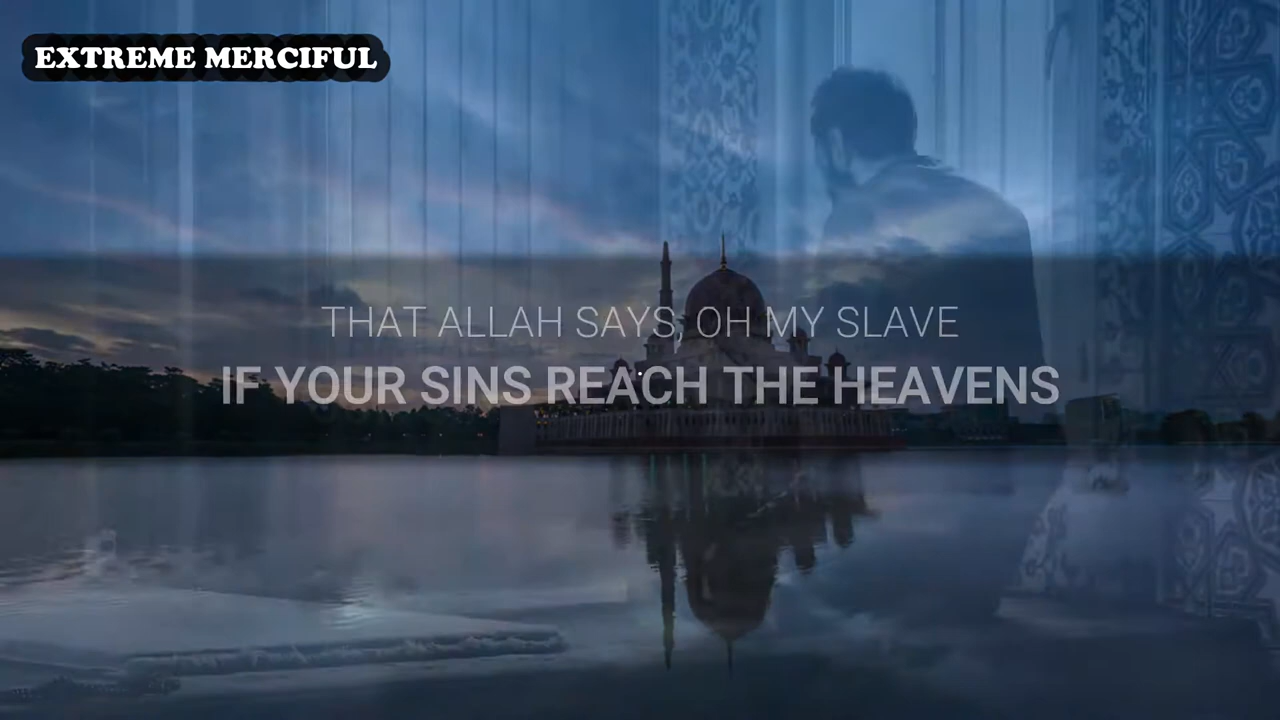 EXTREME MERCIFUL
THAT ALLAH SAYS, OH MY SLAVE
IF YOUR SINS REACH THE HEAVENS